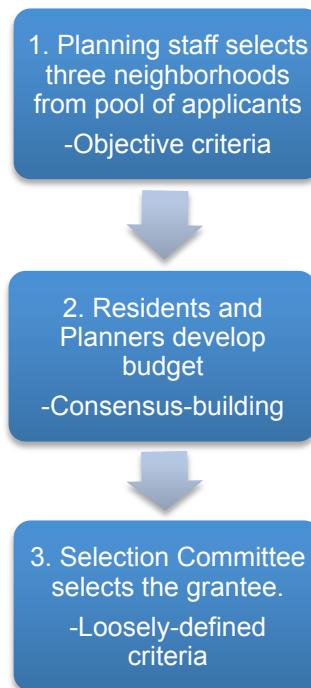 1. Planning staff selects
three neighborhoods
from pool of applicants
-Objective criteria
2. Residents and
Planners develop
budget
-Consensus-building
3. Selection Committee
selects the grantee.
-Loosely-defined
criteria